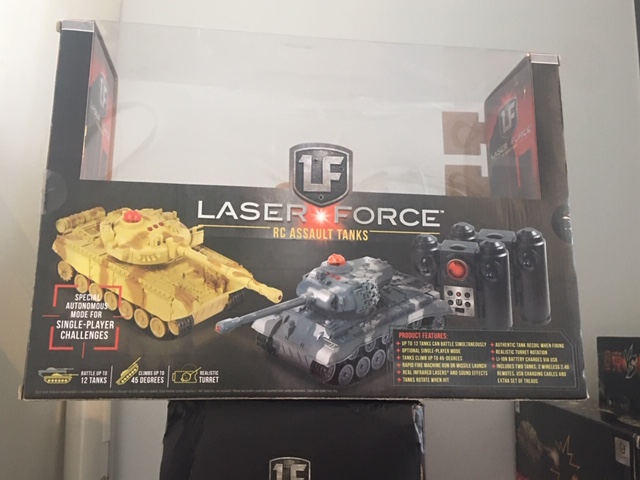 LF
LASER FORCE
LF
LASER FORCE™
RC ASSAULT TANKS
SPECIAL
AUTONOMOUS
MODE FOR
SINGLE-PLAYER
CHALLENGES
BATTLE UP TO
12 TANKS
CLIMBS UP TO
45 DEGREES
REALISTIC
TURRET
PRODUCT FEATURES:
+ UP TO 12 TANKS CAN BATTLE SIMULTANEOUSLY
+ OPTIONAL SINGLE-PLAYER MODE
+ TANKS CLIMB UP TO 45-DEGREES
+ RAPID-FIRE MACHINE GUN OR MISSILE LAUNCH
+ REAL INFRARED LASERS AND SOUND EFFECTS
+ TANKS ROTATE WHEN HIT
+ AUTHENTIC TANK RECOIL WHEN FIRING
+ REALISTIC TURRET ROTATION
+ LI-ION BATTERY CHARGES VIA USB
+ INCLUDES TWO TANKS, 2 WIRELESS 2.4G
REMOTES, USB CHARGING CABLES AND
EXTRA SET OF TREADS
LF